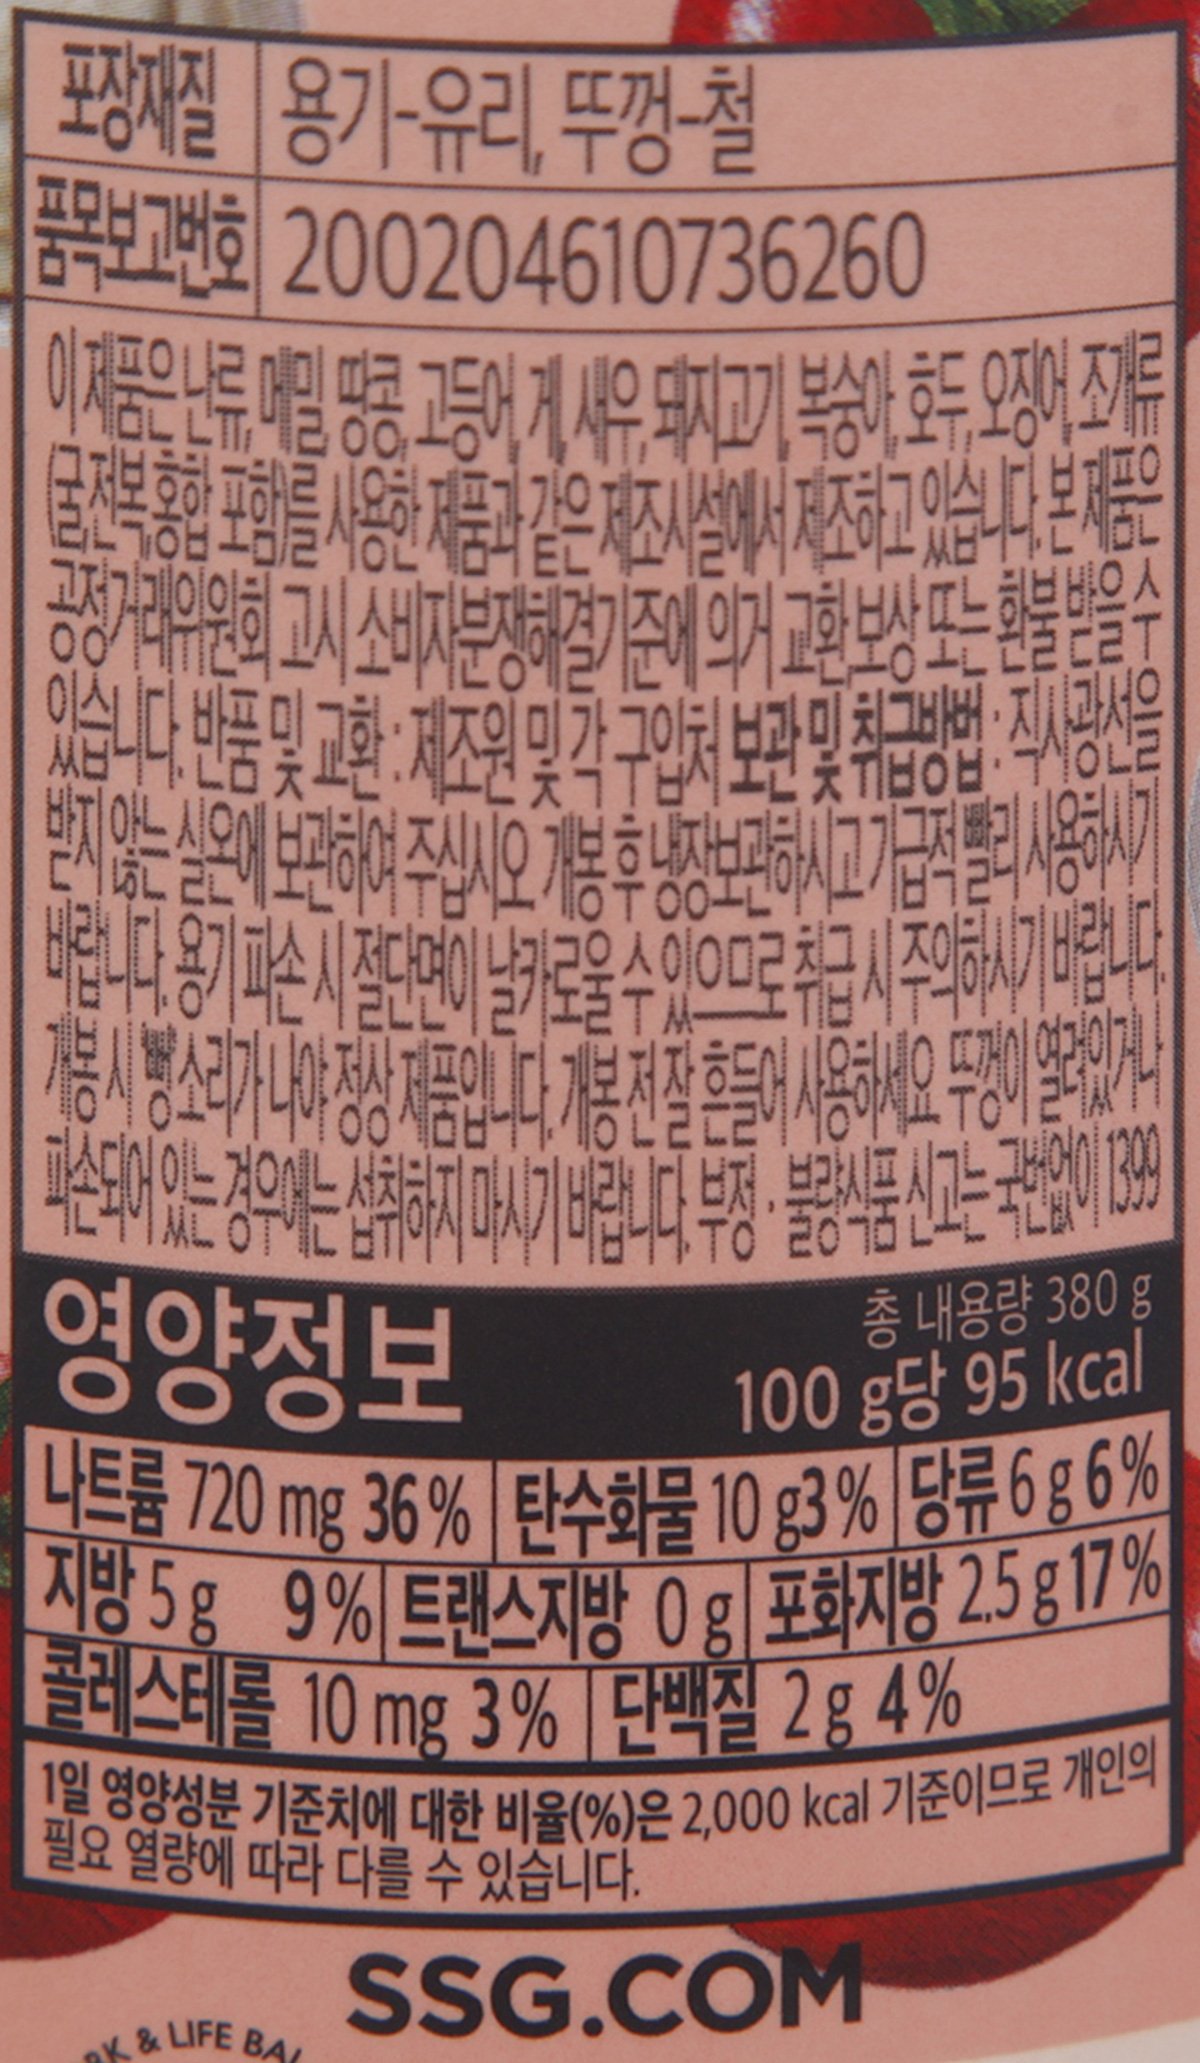 포장재질 용기-유리, 뚜껑-철
품목보고번호 200204610736260
이 제품은 난류, 메밀, 땅콩, 고등어, 게, 새우, 돼지고기, 복숭아, 호두, 오징어, 조개류
(굴,전복,홍합 포함)를 사용한 제품과 같은 제조시설에서 제조하고 있습니다. 본 제품은
공정거래위원회 고시 소비자분쟁해결기준에 의거 교환,보상 또는 환불 받을 수
있습니다. 반품 및 교환 : 제조원 및 각 구입처 보관 및 취급방법 : 직사광선을
받지 않는 실온에 보관하여 주십시오 개봉 후 냉장보관하시고 가급적 빨리 사용하시기
바랍니다. 용기 파손 시 절단면이 날카로울 수 있으므로 취급 시 주의하시기 바랍니다.
개봉 시 "뻥"소리가 나야 정상 제품입니다. 개봉 전 잘 흔들어 사용하세요 뚜껑이 열려있거나
파손되어 있는 경우에는 섭취하지 마시기 바랍니다. 부정 · 불량식품 신고는 국번없이 1399
영양정보 총 내용량 380 g
100 g당 95 kcal
나트륨 720 mg 36% 탄수화물 10 g3% 당류 6 g 6%
지방 5 g 9% 트랜스지방 0 g 포화지방 2.5 g 17%
콜레스테롤 10 mg 3% 단백질 2 g 4%
1일 영양성분 기준치에 대한 비율(%)은 2,000 kcal 기준이므로 개인의
필요 열량에 따라 다를 수 있습니다.
SSG.COM
& LIFE